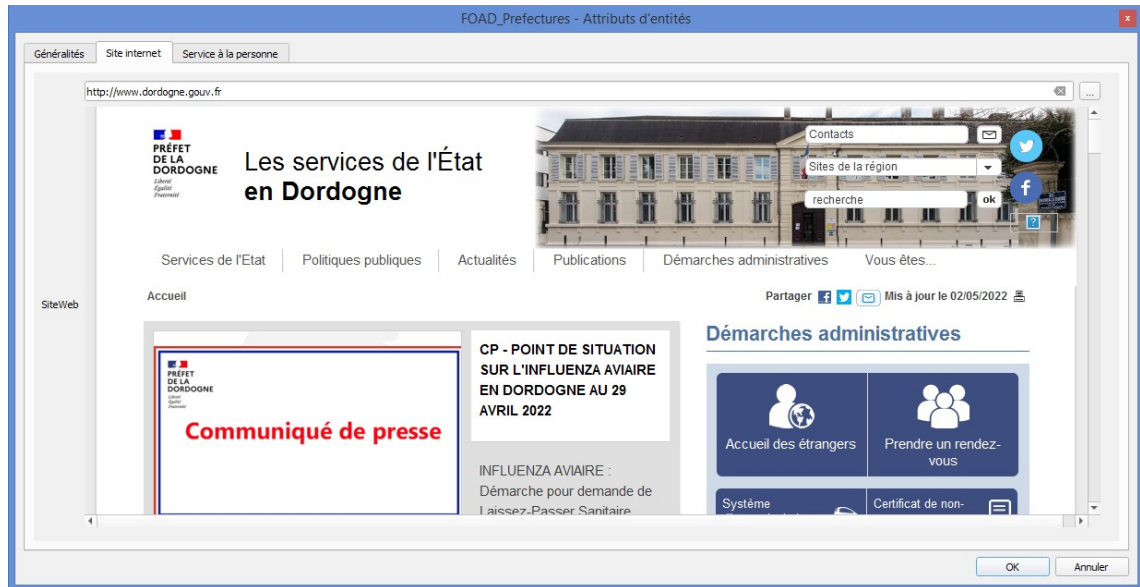 FOAD_Prefectures - Attributs d'entités
x
Généralités
Site internet
Service à la personne
http://www.dordogne.gouv.fr
...
PRÉFET
DE LA
DORDOGNE
Liberté
Égalité
Fraternité
Les services de l'État
en Dordogne
Contacts
Sites de la région
recherche
ok
?
Services de l'Etat
Politiques publiques
Actualités
Publications
Démarches administratives
Vous êtes...
SiteWeb
Accueil
Partager
Mis à jour le 02/05/2022
PRÉFET
DE LA
DORDOGNE
Liberté
Égalité
Fraternité
Communiqué de presse
CP - POINT DE SITUATION
SUR L'INFLUENZA AVIAIRE
EN DORDOGNE AU 29
AVRIL 2022
INFLUENZA AVIAIRE :
Démarche pour demande de
Laissez-Passer Sanitaire
Démarches administratives
Accueil des étrangers
Prendre un rendez-
vous
Système
Certificat de non-
OK
Annuler